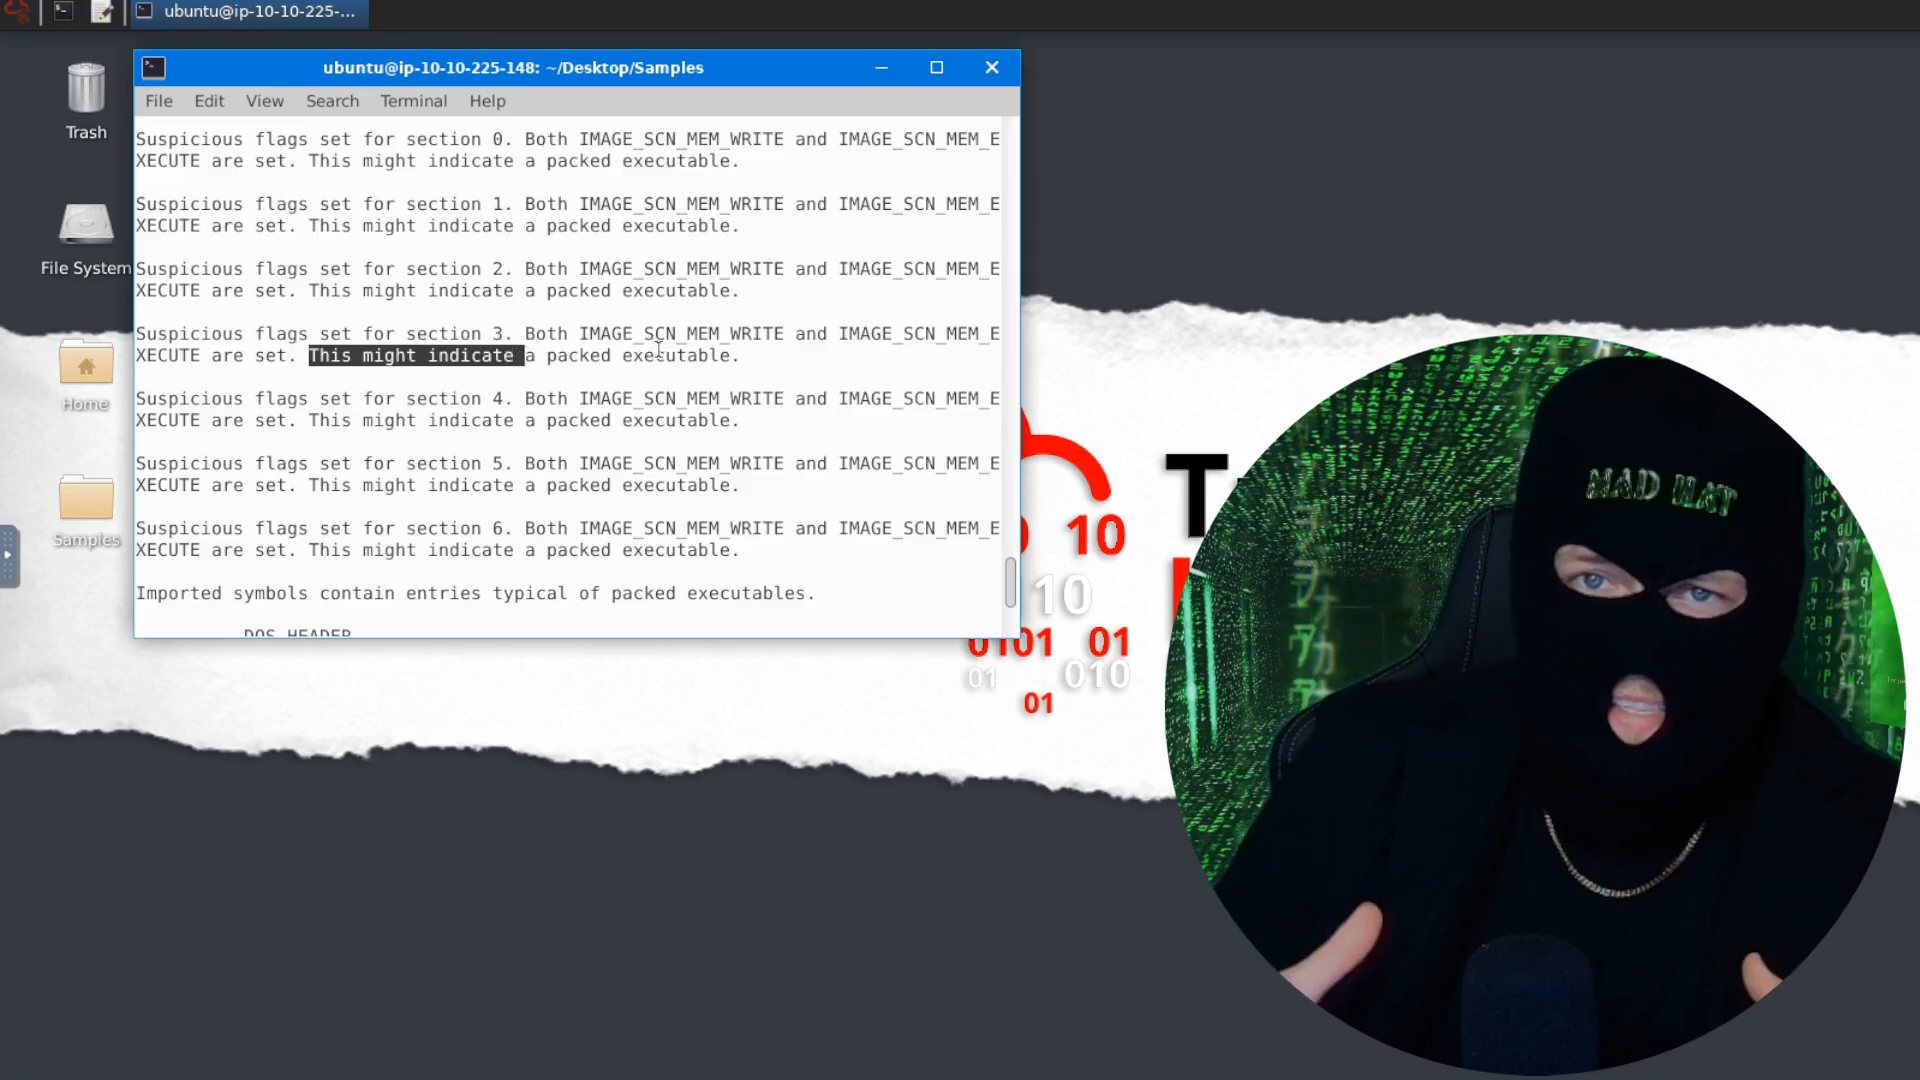 ubuntu@ip-10-10-225-...
ubuntu@ip-10-10-225-148: ~/Desktop/Samples
File Edit View Search Terminal Help
Suspicious flags set for section 0. Both IMAGE_SCN_MEM_WRITE and IMAGE_SCN_MEM_E
XECUTE are set. This might indicate a packed executable.
Suspicious flags set for section 1. Both IMAGE_SCN_MEM_WRITE and IMAGE_SCN_MEM_E
XECUTE are set. This might indicate a packed executable.
Suspicious flags set for section 2. Both IMAGE_SCN_MEM_WRITE and IMAGE_SCN_MEM_E
XECUTE are set. This might indicate a packed executable.
Suspicious flags set for section 3. Both IMAGE_SCN_MEM_WRITE and IMAGE_SCN_MEM_E
XECUTE are set. This might indicate a packed executable.
Suspicious flags set for section 4. Both IMAGE_SCN_MEM_WRITE and IMAGE_SCN_MEM_E
XECUTE are set. This might indicate a packed executable.
Suspicious flags set for section 5. Both IMAGE_SCN_MEM_WRITE and IMAGE_SCN_MEM_E
XECUTE are set. This might indicate a packed executable.
Suspicious flags set for section 6. Both IMAGE_SCN_MEM_WRITE and IMAGE_SCN_MEM_E
XECUTE are set. This might indicate a packed executable.
Imported symbols contain entries typical of packed executables.
DOS_HEADER
Trash
File System
Home
Samples
10
10
0101 01
01 010
01
T
MAD HAT